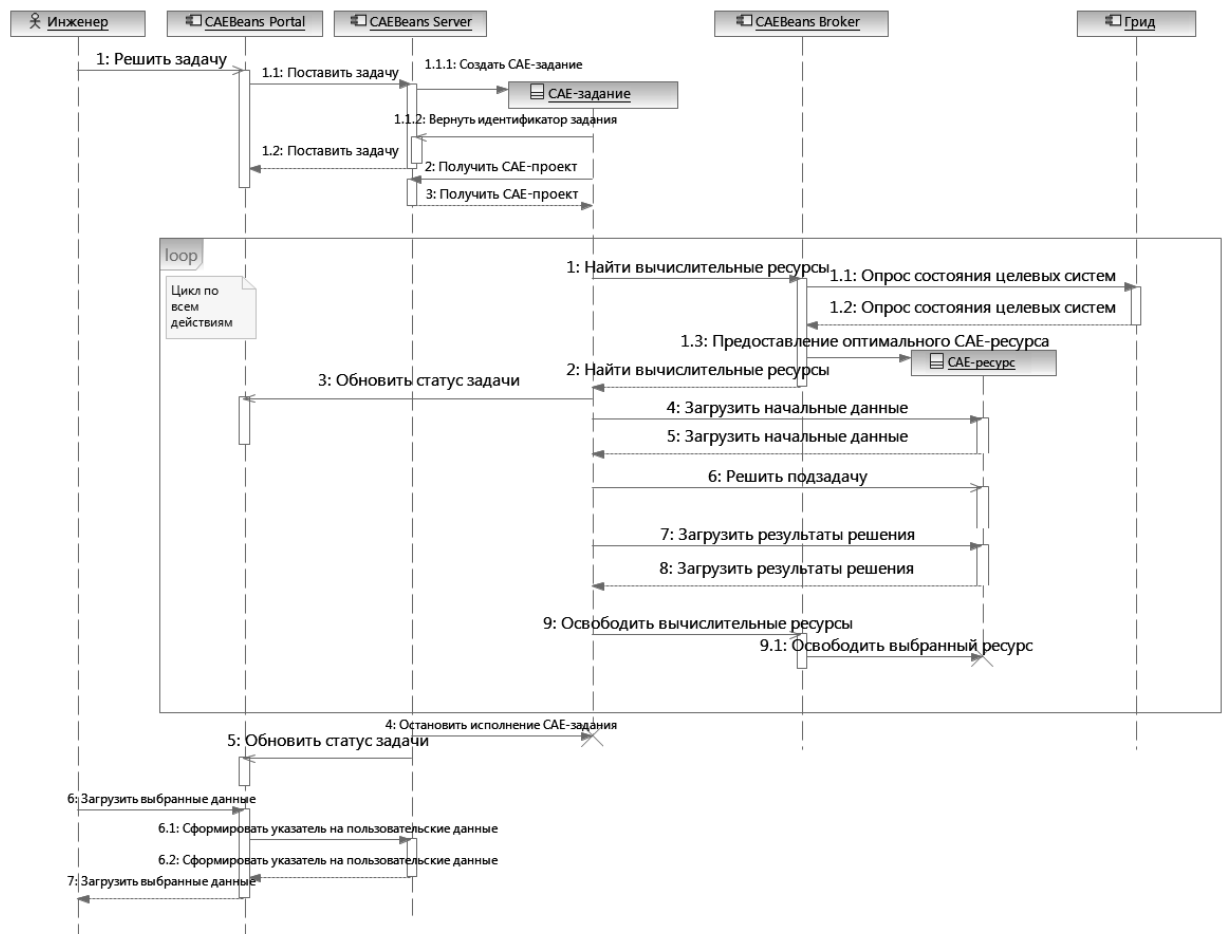 Инженер
CAEBeans Portal
CAEBeans Server
CAEBeans Broker
Грид
1: Решить задачу
1.1: Поставить задачу
1.1.1: Создать CAE-задание
CAE-задание
1.1.2: Вернуть идентификатор задания
1.2: Поставить задачу
2: Получить CAE-проект
3: Получить CAE-проект
loop
Цикл по
всем
действиям
1: Найти вычислительные ресурсы
1.1: Опрос состояния целевых систем
1.2: Опрос состояния целевых систем
1.3: Предоставление оптимального CAE-ресурса
CAE-ресурс
2: Найти вычислительные ресурсы
3: Обновить статус задачи
4: Загрузить начальные данные
5: Загрузить начальные данные
6: Решить подзадачу
7: Загрузить результаты решения
8: Загрузить результаты решения
9: Освободить вычислительные ресурсы
9.1: Освободить выбранный ресурс
4: Остановить исполнение CAE-задания
5: Обновить статус задачи
6: Загрузить выбранные данные
6.1: Сформировать указатель на пользовательские данные
6.2: Сформировать указатель на пользовательские данные
7: Загрузить выбранные данные